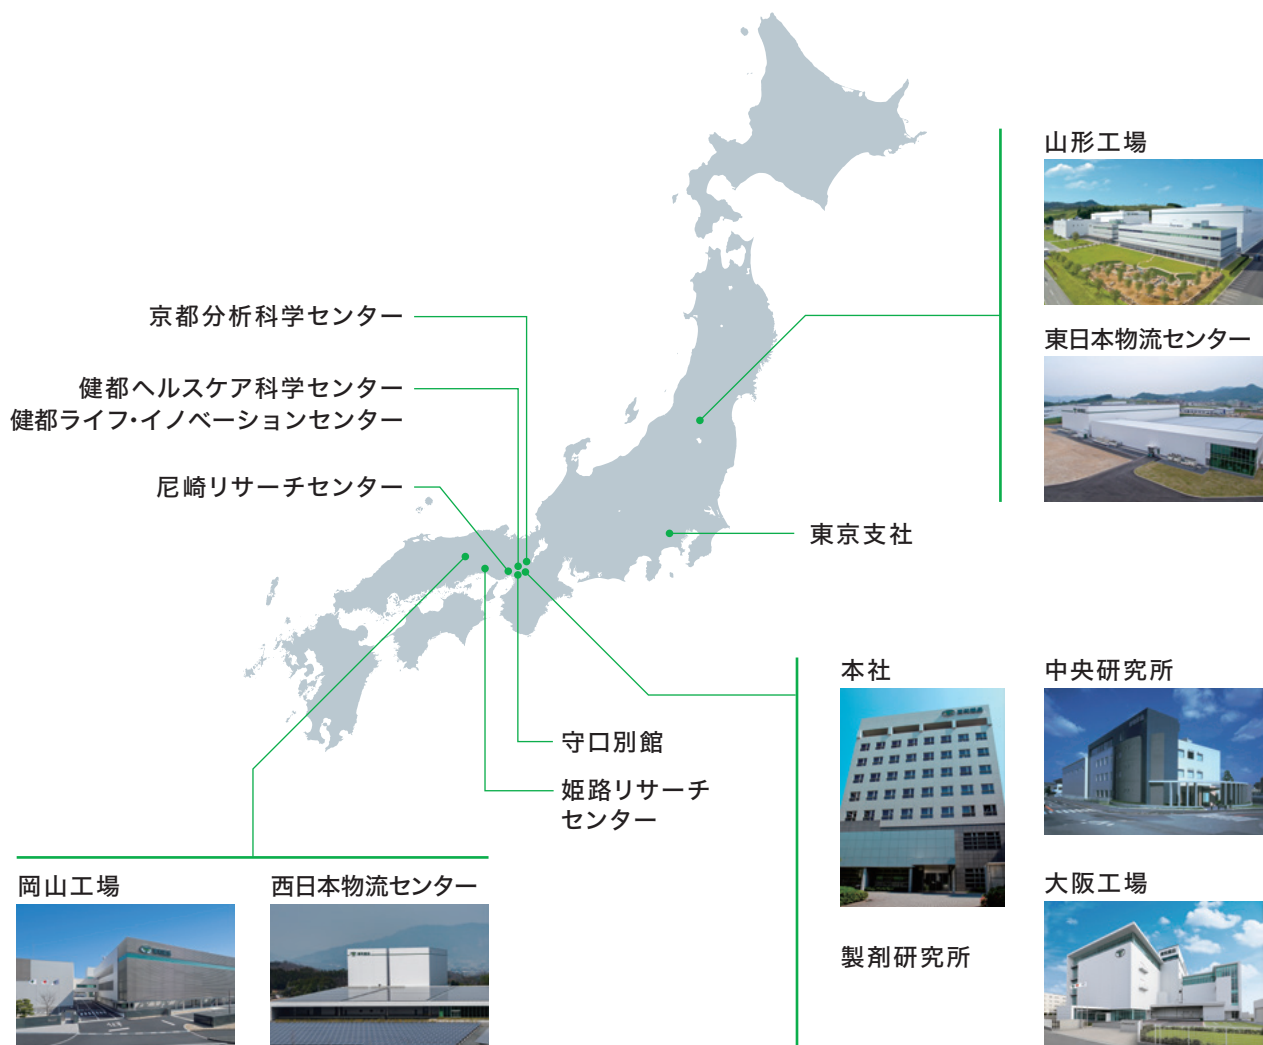 山形工場
東日本物流センター
京都分析科学センター
健都ヘルスケア科学センター
健都ライフ・イノベーションセンター
尼崎リサーチセンター
東京支社
守口別館
姫路リサーチ
センター
本社
中央研究所
製剤研究所
大阪工場
岡山工場
西日本物流センター